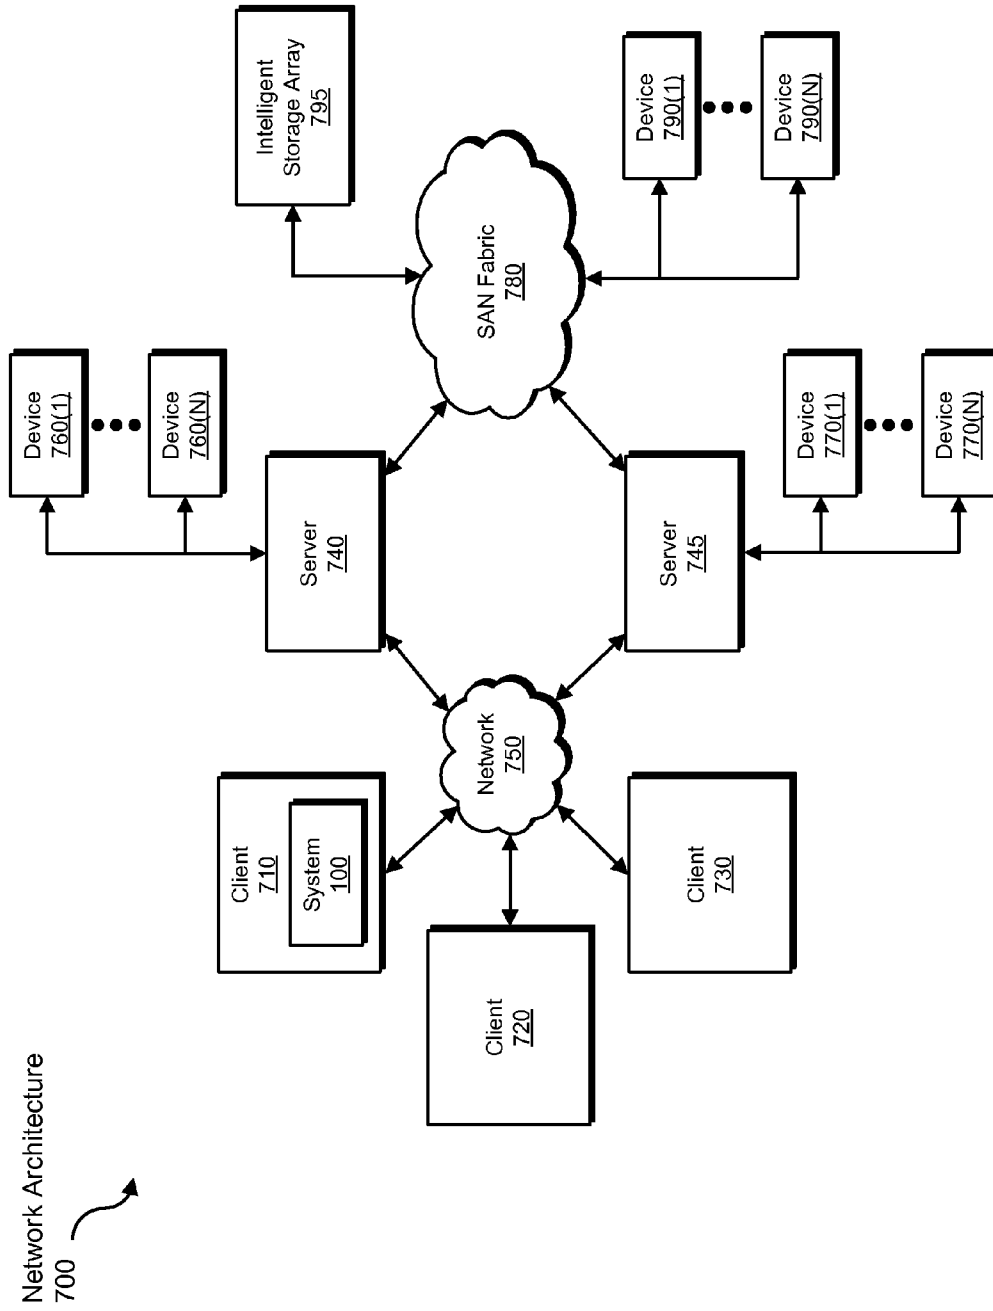 Network Architecture
700
Client
710
System
100
Client
720
Client
730
Network
750
Server
740
Server
745
Device
760(1)
Device
760(N)
Device
770(1)
Device
770(N)
SAN Fabric
780
Intelligent
Storage Array
795
Device
790(1)
Device
790(N)